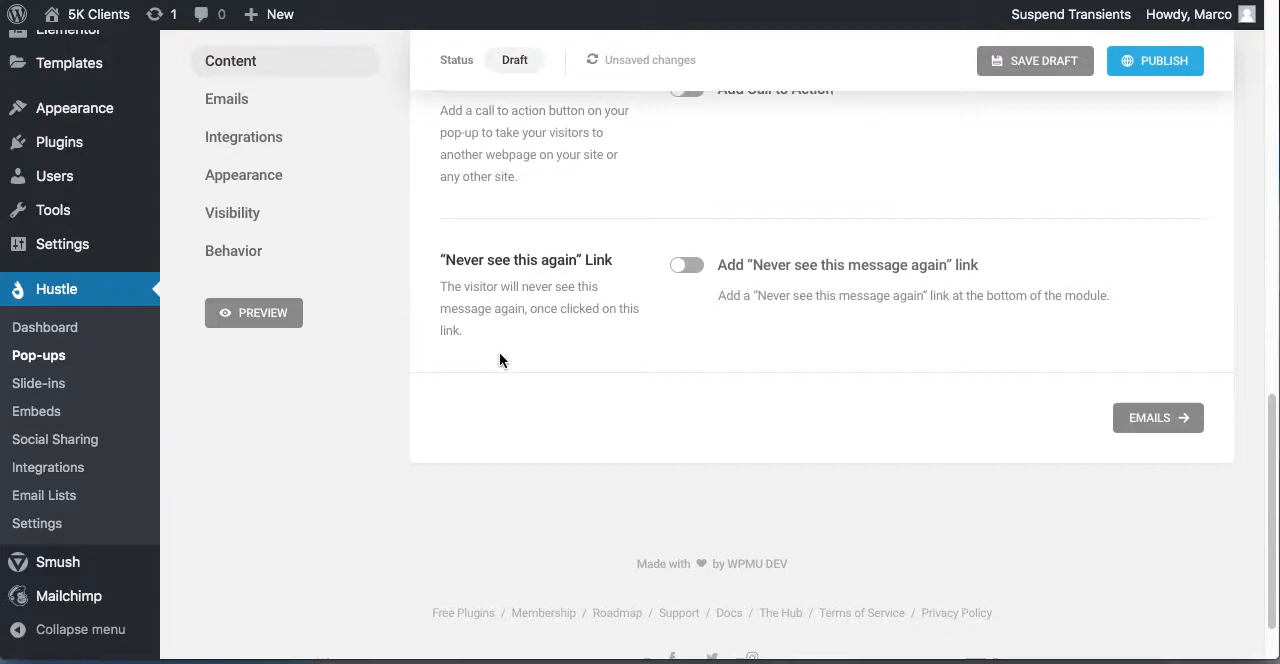 5K Clients
1
0
New
Suspend Transients
Howdy, Marco
Elementor
Templates
Appearance
Plugins
Users
Tools
Settings
Hustle
Dashboard
Pop-ups
Slide-ins
Embeds
Social Sharing
Integrations
Email Lists
Settings
Smush
Mailchimp
Collapse menu
Content
Emails
Integrations
Appearance
Visibility
Behavior
PREVIEW
Status
Draft
Unsaved changes
SAVE DRAFT
PUBLISH
Add Call to Action
Add a call to action button on your
pop-up to take your visitors to
another webpage on your site or
any other site.
“Never see this again” Link
The visitor will never see this
message again, once clicked on this
link.
Add “Never see this message again” link
Add a “Never see this message again” link at the bottom of the module.
EMAILS
Made with ❤ by WPMU DEV
Free Plugins / Membership / Roadmap / Support / Docs / The Hub / Terms of Service / Privacy Policy